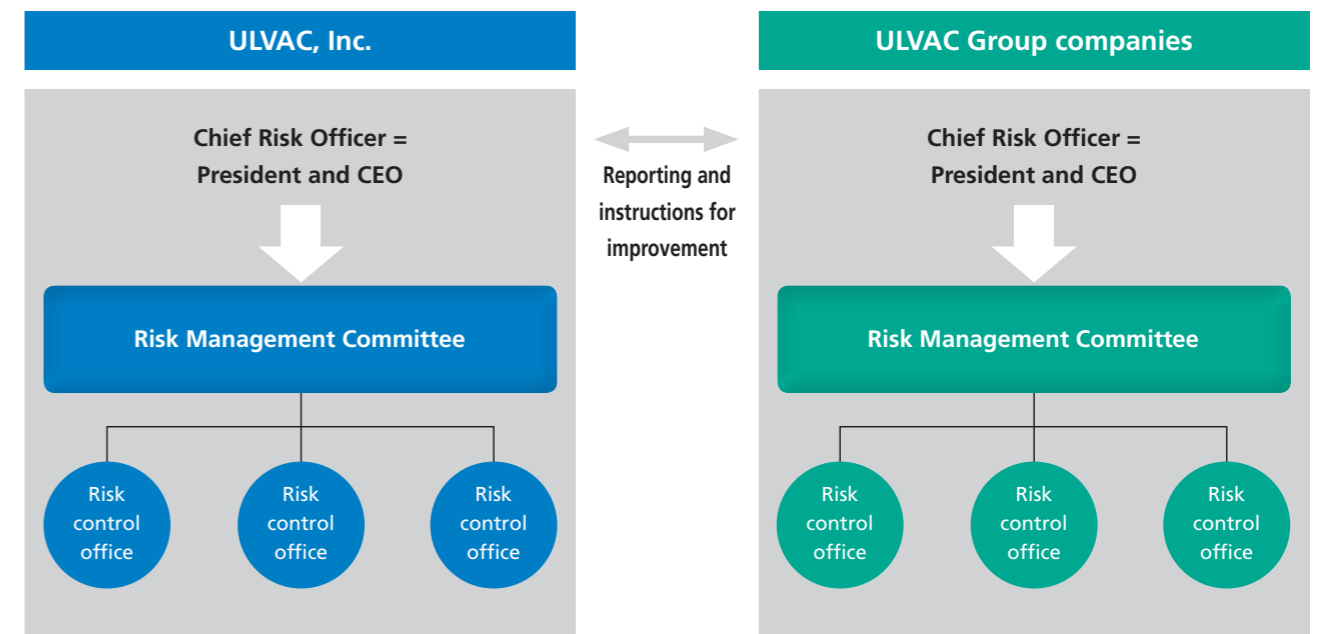 ULVAC, Inc.
Chief Risk Officer =
President and CEO
Risk Management Committee
Risk
control
office
Risk
control
office
Risk
control
office
Reporting and
instructions for
improvement
ULVAC Group companies
Chief Risk Officer =
President and CEO
Risk Management Committee
Risk
control
office
Risk
control
office
Risk
control
office